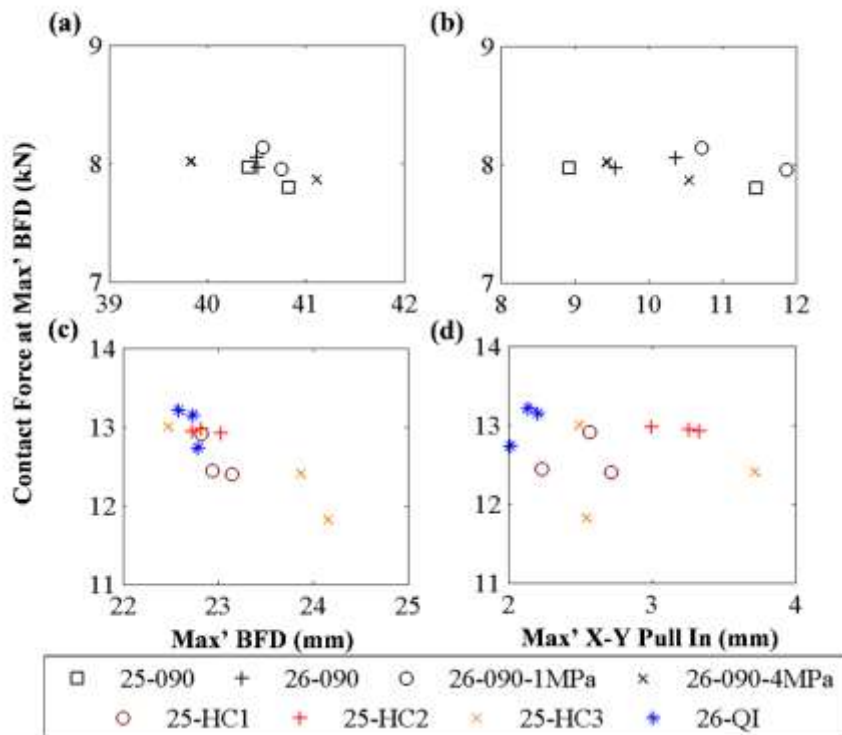 (a)
(b)
9
8
7
39 40 41 42
9
8
7
8 9 10 11 12
Contact Force at Max' BFD (kN)
(c)
(d)
14
13
12
11
22 23 24 25
14
13
12
11
2 3 4
Max' BFD (mm)
Max' X-Y Pull In (mm)
25-090 26-090 26-090-1MPa 26-090-4MPa
25-HC1 25-HC2 25-HC3 26-QI